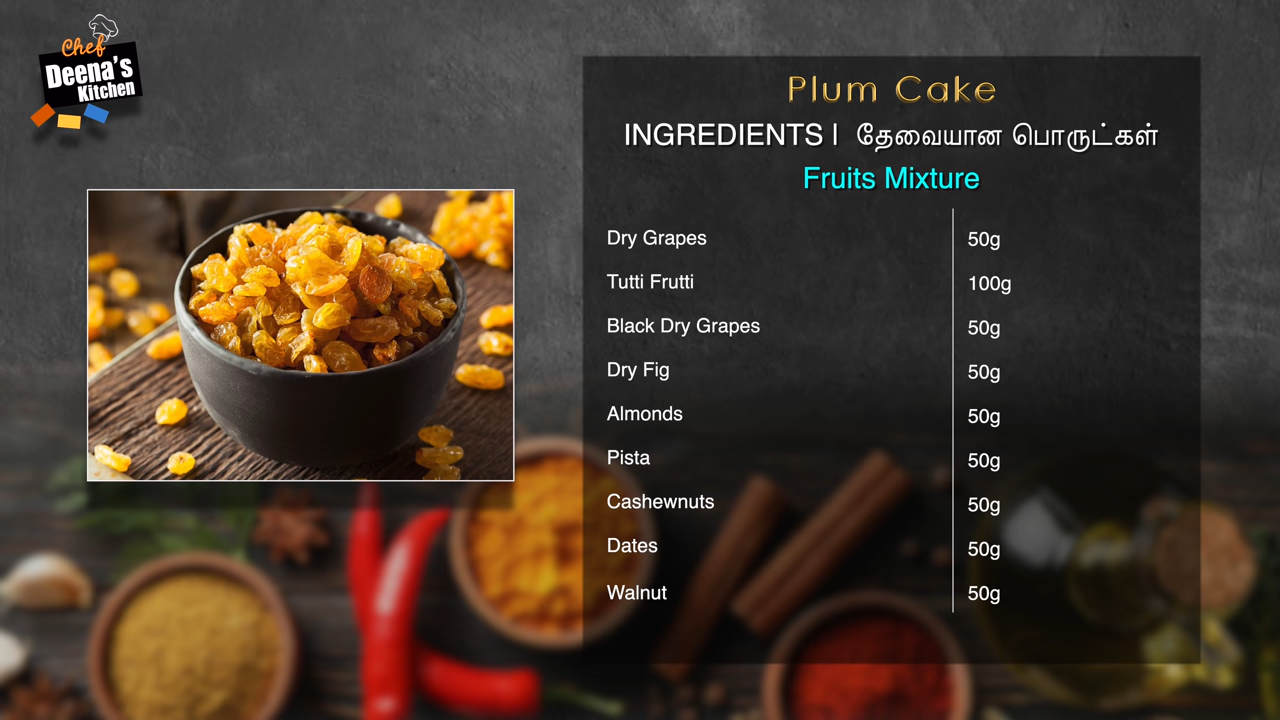 Chef
Deena's
Kitchen
Plum Cake
INGREDIENTS | தேவையான பொருட்கள்
Fruits Mixture
Dry Grapes 50g
Tutti Frutti 100g
Black Dry Grapes 50g
Dry Fig 50g
Almonds 50g
Pista 50g
Cashewnuts 50g
Dates 50g
Walnut 50g